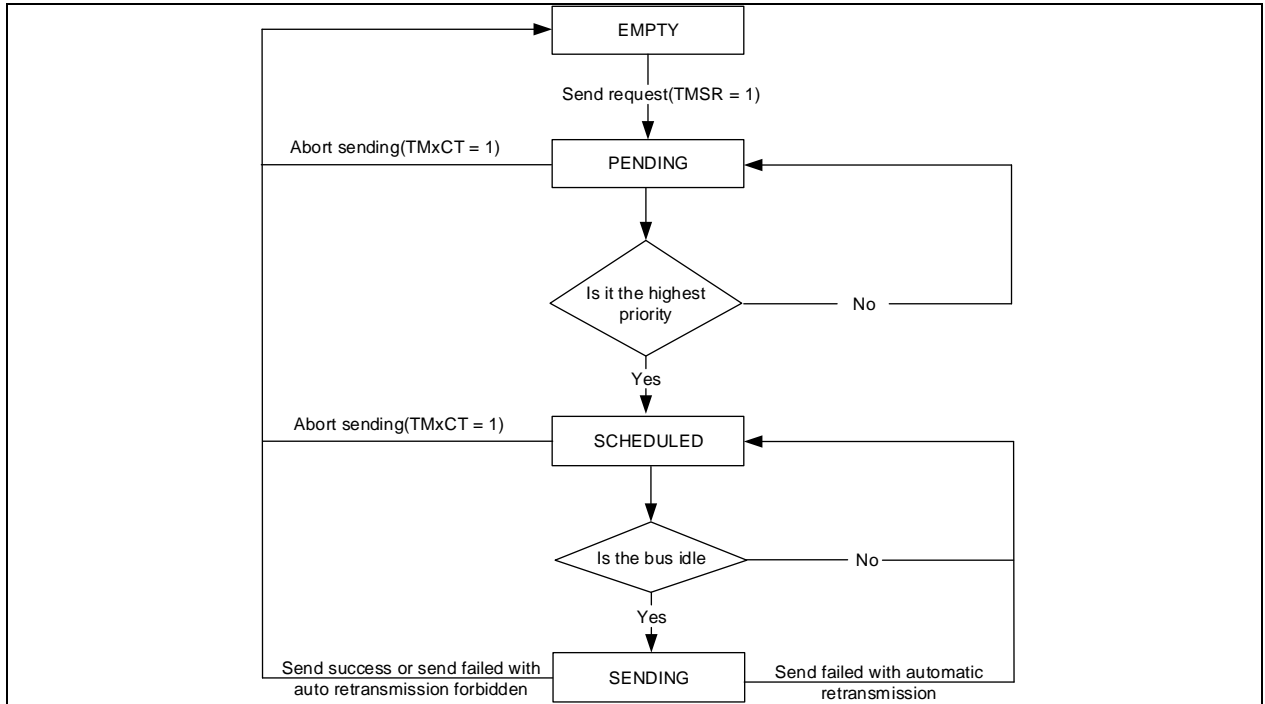 EMPTY
Send request(TMSR = 1)
Abort sending(TMxCT = 1)
PENDING
Is it the highest
priority
No
Yes
Abort sending(TMxCT = 1)
SCHEDULED
Is the bus idle
No
Yes
Send success or send failed with
auto retransmission forbidden
SENDING
Send failed with automatic
retransmission